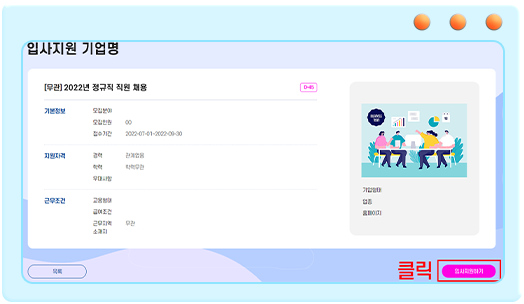 입사지원 기업명
[무관] 2022년 정규직 직원 채용
기본정보
모집분야
모집인원 00
접수기간 2022-07-01~2022-09-30
지원자격
경력 관계없음
학력 학력무관
우대사항
근무조건
고용형태
급여조건
근무지역 무관
소재지
기업형태
업종
홈페이지
목록
클릭
입사지원하기